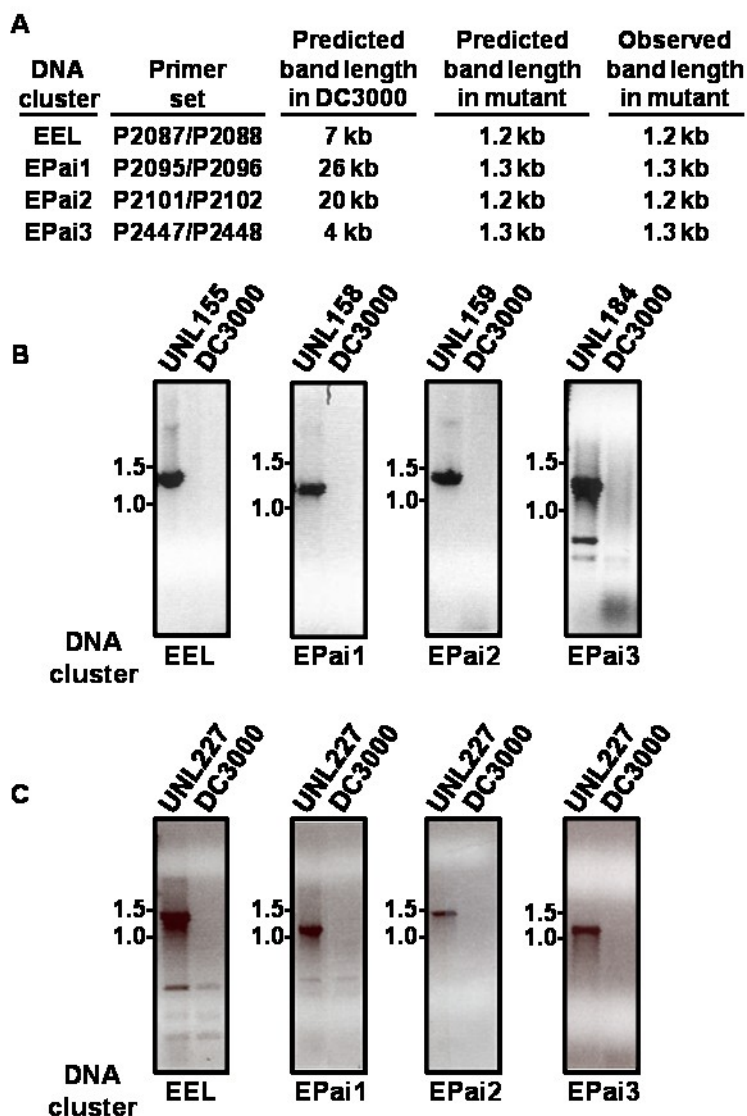 A
DNA cluster Primer set Predicted band length in DC3000 Predicted band length in mutant Observed band length in mutant
EEL P2087/P2088 7 kb 1.2 kb 1.2 kb
EPai1 P2095/P2096 26 kb 1.3 kb 1.3 kb
EPai2 P2101/P2102 20 kb 1.2 kb 1.2 kb
EPai3 P2447/P2448 4 kb 1.3 kb 1.3 kb
B
UNL155 DC3000 UNL158 DC3000 UNL159 DC3000 UNL184 DC3000
1.5- 1.5- 1.5- 1.5-
1.0- 1.0- 1.0- 1.0-
DNA cluster EEL EPai1 EPai2 EPai3
C
UNL227 DC3000 UNL227 DC3000 UNL227 DC3000 UNL227 DC3000
1.5- 1.5- 1.5- 1.5-
1.0- 1.0- 1.0- 1.0-
DNA cluster EEL EPai1 EPai2 EPai3